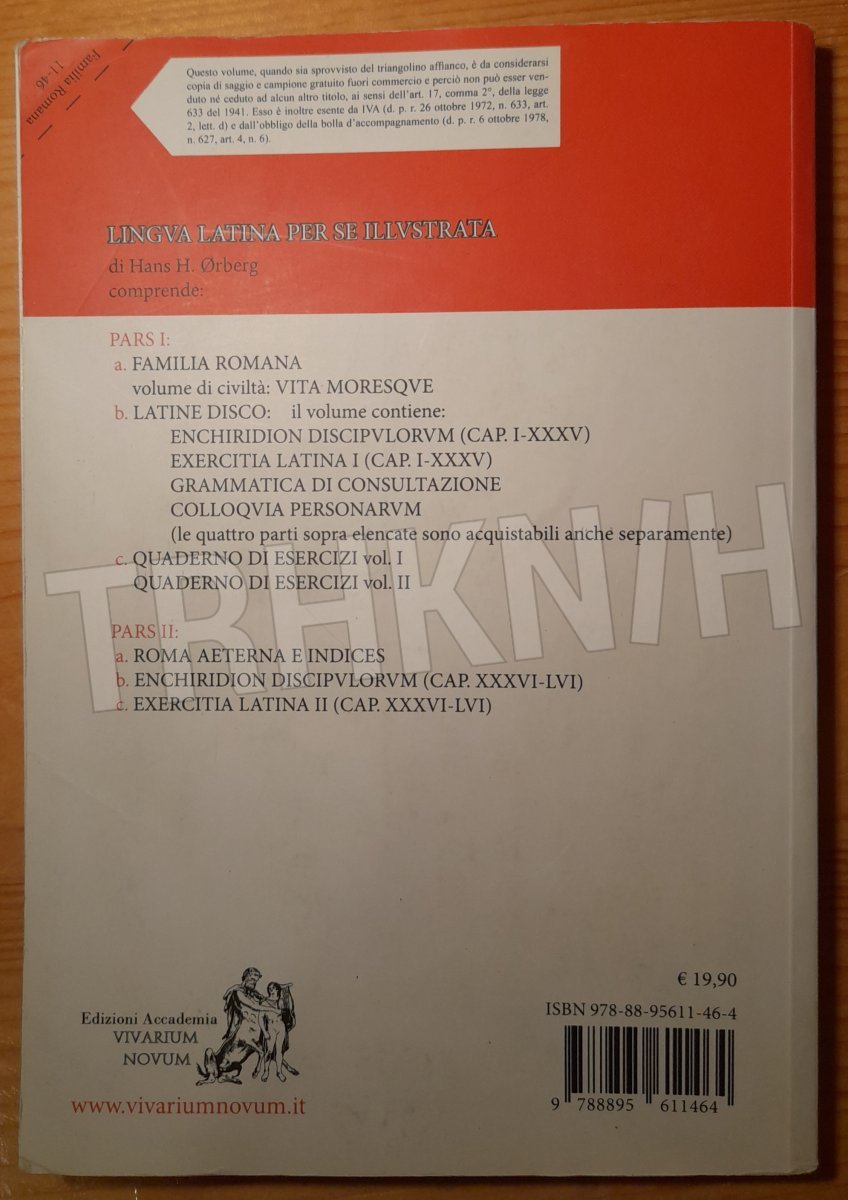 Familia Romana
11-46
Questo volume, quando sia sprovvisto del triangolino affianco, è da considerarsi
copia di saggio e campione gratuito fuori commercio e perciò non può esser ven-
duto né ceduto ad alcun altro titolo, ai sensi dell'art. 17, comma 2°, della legge
633 del 1941. Esso è inoltre esente da IVA (d. p. r. 26 ottobre 1972, n. 633, art.
2, lett. d) e dall'obbligo della bolla d'accompagnamento (d. p. r. 6 ottobre 1978,
n. 627, art. 4, n. 6).
LINGVA LATINA PER SE ILLVSTRATA
di Hans H. Ørberg
comprende:
PARS I:
a. FAMILIA ROMANA
volume di civiltà: VITA MORESQVE
b. LATINE DISCO: il volume contiene:
ENCHIRIDION DISCIPVLORVM (CAP. I-XXXV)
EXERCITIA LATINA I (CAP. I-XXXV)
GRAMMATICA DI CONSULTAZIONE
COLLOQVIA PERSONARVM
(le quattro parti sopra elencate sono acquistabili anche separamente)
c. QUADERNO DI ESERCIZI vol. I
QUADERNO DI ESERCIZI vol. II
TRHKN/H
PARS II:
a. ROMA AETERNA E INDICES
b. ENCHIRIDION DISCIPVLORVM (CAP. XXXVI-LVI)
c. EXERCITIA LATINA II (CAP. XXXVI-LVI)
€ 19,90
ISBN 978-88-95611-46-4
Edizioni Accademia
VIVARIUM
NOVUM
www.vivariumnovum.it
9 788895 611464